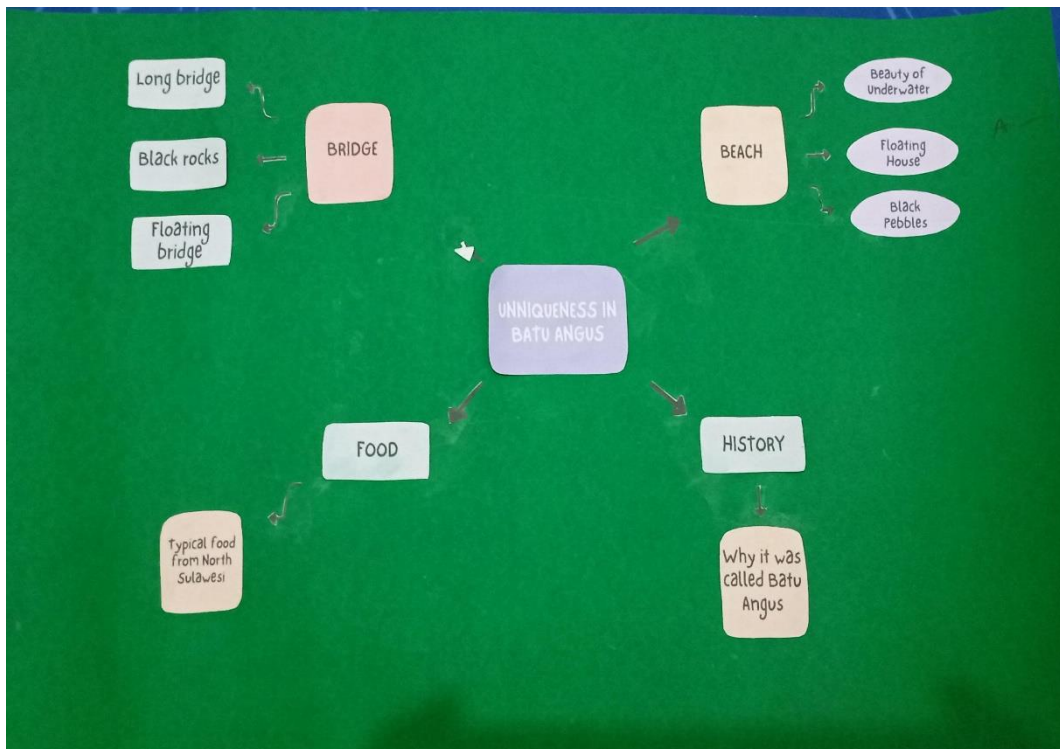 Long bridge
Black rocks
Floating
bridge
BRIDGE
BEACH
Beauty of
Underwater
Floating
House
Black
Pebbles
UNNIQUENESS IN
BATU ANGUS
FOOD
Typical food
from North
Sulawesi
HISTORY
Why it was
called Batu
Angus